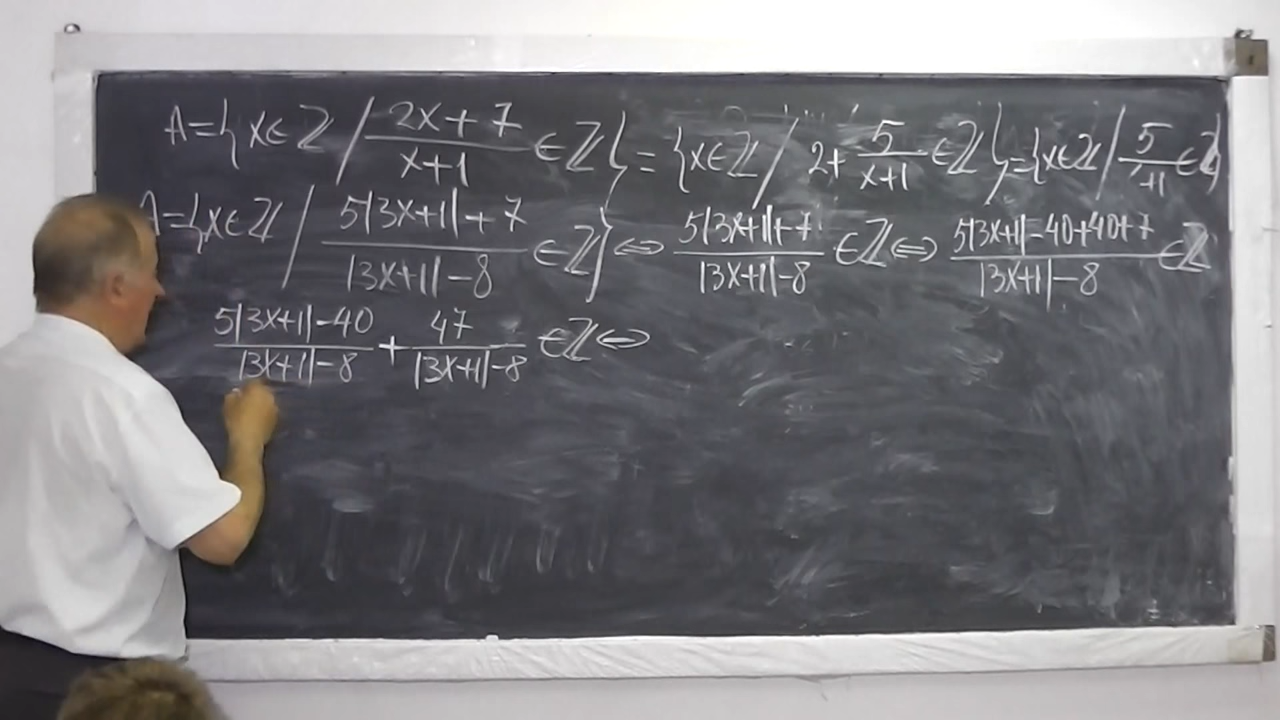 A={x∈ℤ / (2x+7)/(x+1) ∈ℤ} = {x∈ℤ / 2+ 5/(x+1) ∈ℤ}={x∈ℤ / 5/(+1) ∈ℤ}
A={x∈ℤ / (5|3x+1|+7)/(|3x+1|-8) ∈ℤ} ⇔ (5|3x+1|+7)/(|3x+1|-8) ∈ℤ ⇔ (5|3x+1|-40+40+7)/(|3x+1|-8) ∈ℤ
(5|3x+1|-40)/(|3x+1|-8) + 47/(|3x+1|-8) ∈ℤ ⇔